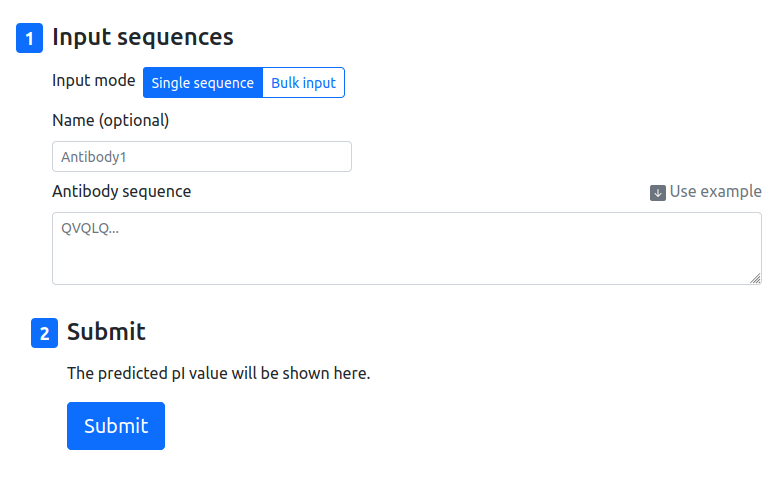 1 Input sequences
Input mode Single sequence Bulk input
Name (optional)
Antibody1
Antibody sequence Use example
QVQLQ...
2 Submit
The predicted pI value will be shown here.
Submit